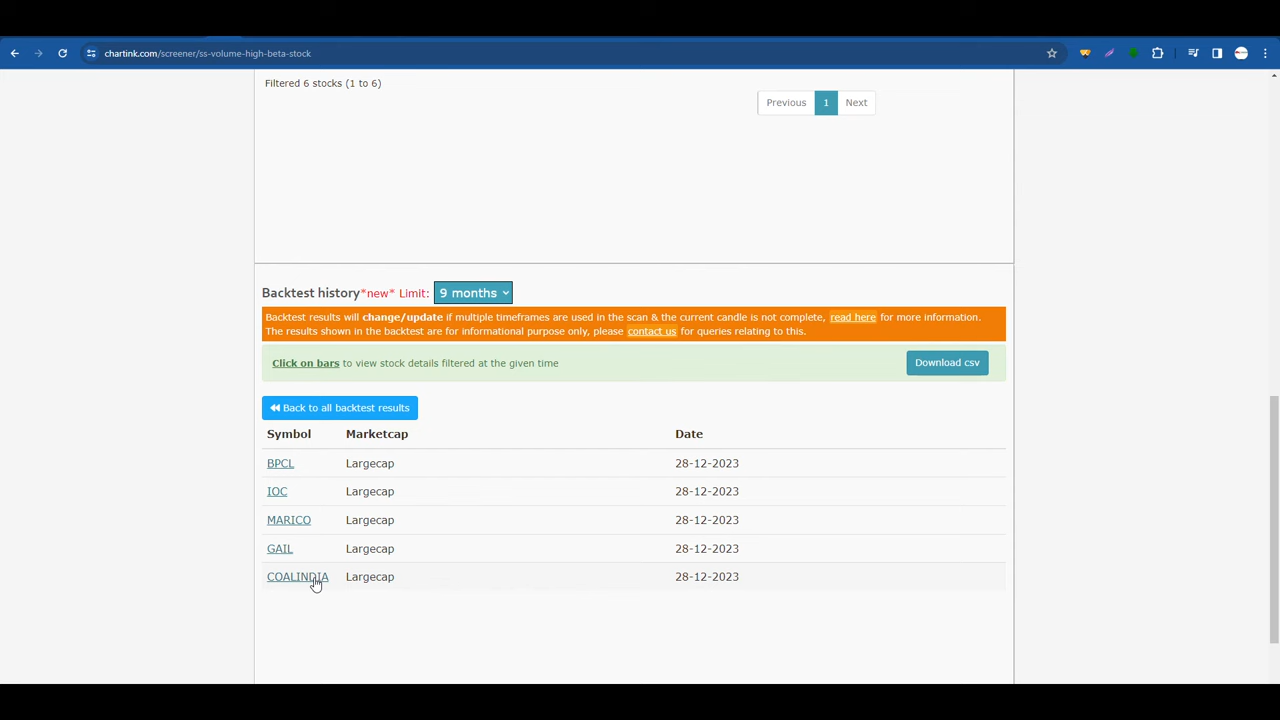 chartink.com/screener/ss-volume-high-beta-stock
Filtered 6 stocks (1 to 6)
Previous 1 Next
Backtest history*new* Limit: 9 months
Backtest results will change/update if multiple timeframes are used in the scan & the current candle is not complete, read here for more information.
The results shown in the backtest are for informational purpose only, please contact us for queries relating to this.
Click on bars to view stock details filtered at the given time Download csv
Back to all backtest results
Symbol Marketcap Date
BPCL Largecap 28-12-2023
IOC Largecap 28-12-2023
MARICO Largecap 28-12-2023
GAIL Largecap 28-12-2023
COALINDIA Largecap 28-12-2023